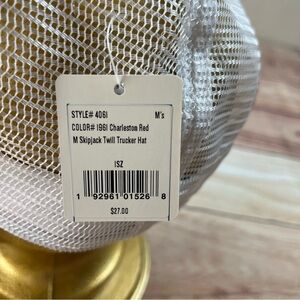 STYLE# 4061 M's
COLOR# 1961 Charleston Red
M Skipjack Twill Trucker Hat
1SZ
1 92961 01526 8
$27.00